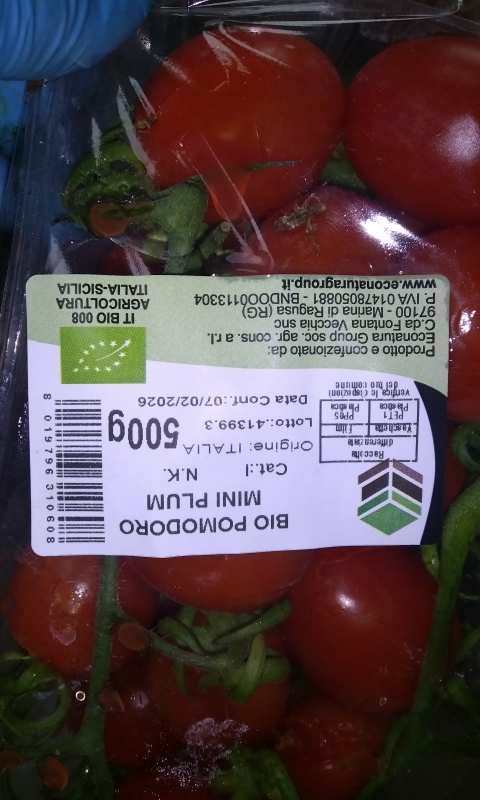 BIO POMODORO
MINI PLUM
Cat.:I N.K.
Origine: ITALIA
Lotto.:41399.3
500g
Data Conf.:07/02/2026
Raccolta
differenziata
Vaschetta Film
PET1 PP05
Plastica Plastica
verifica le disposizioni
del tuo comune
8 019796 310608
Prodotto e confezionato da:
Econatura Group soc. agr. cons. a r.l.
C.da Fontana Vecchia snc
97100 - Marina di Ragusa (RG)
P. IVA 01478050881 - BNDOO0113304
www.econaturagroup.it
IT BIO 008
AGRICOLTURA
ITALIA-SICILIA